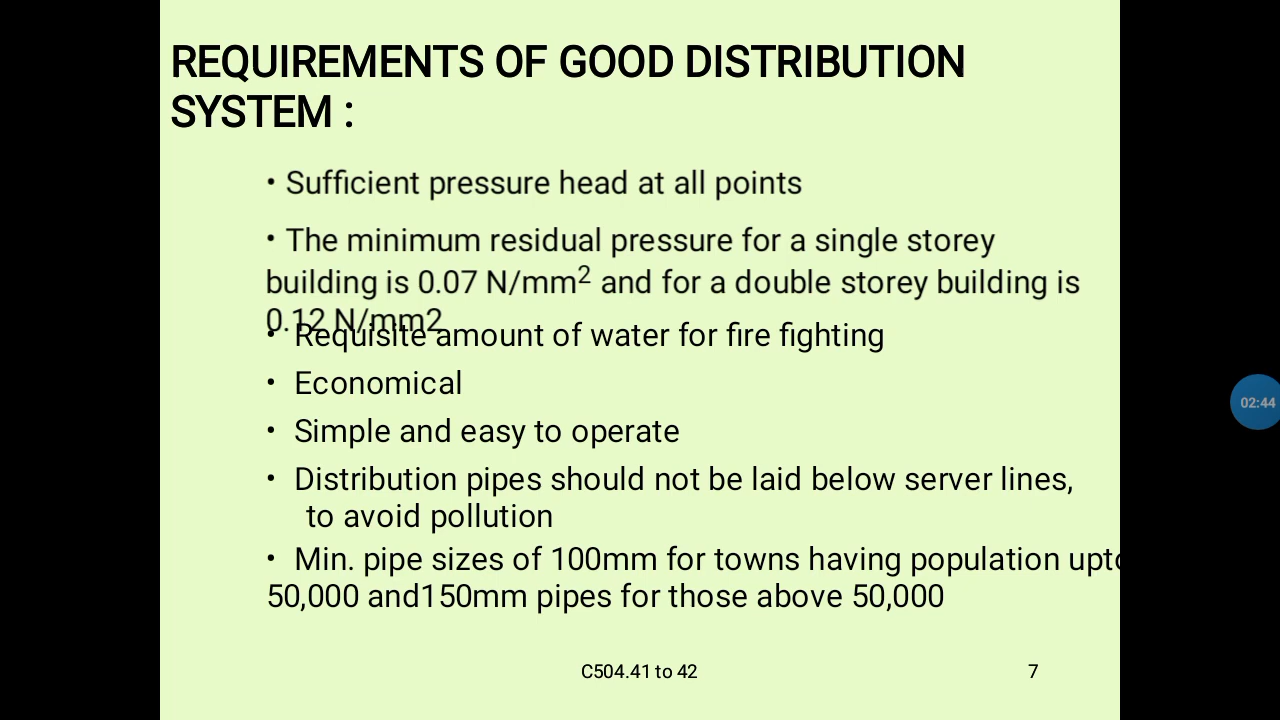 REQUIREMENTS OF GOOD DISTRIBUTION
SYSTEM :
• Sufficient pressure head at all points
• The minimum residual pressure for a single storey
building is 0.07 N/mm² and for a double storey building is
0.12 N/mm2
• Requisite amount of water for fire fighting
• Economical
• Simple and easy to operate
• Distribution pipes should not be laid below server lines,
to avoid pollution
• Min. pipe sizes of 100mm for towns having population upto
50,000 and150mm pipes for those above 50,000
C504.41 to 42
7
02:44